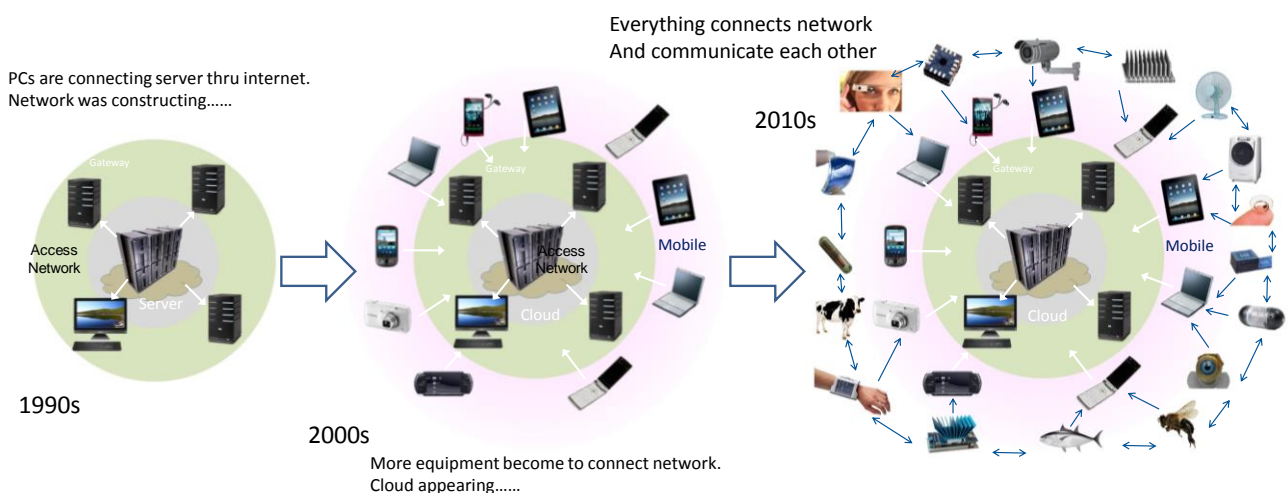 PCs are connecting server thru internet.
Network was constructing……
Gateway
Access
Network
Server
1990s
Gateway
Access
Network
Cloud
Mobile
2000s
More equipment become to connect network.
Cloud appearing……
Everything connects network
And communicate each other
2010s
Gateway
Mobile
Cloud